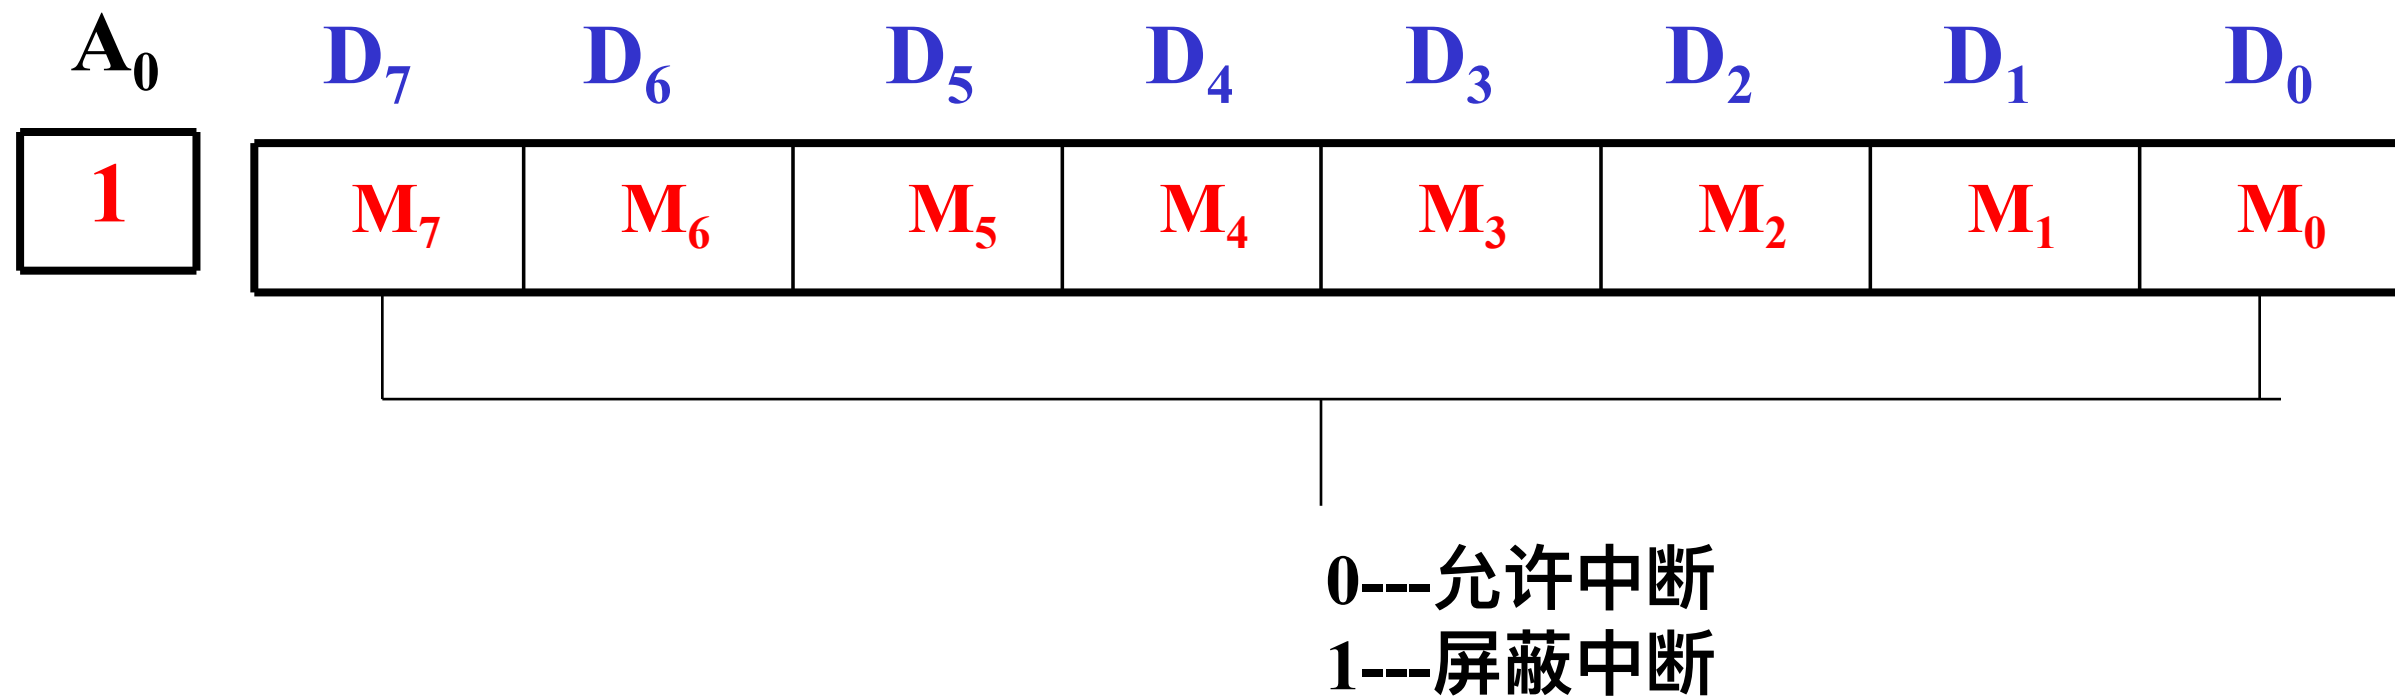 A₀ D₇ D₆ D₅ D₄ D₃ D₂ D₁ D₀
1 M₇ M₆ M₅ M₄ M₃ M₂ M₁ M₀
0---允许中断
1---屏蔽中断